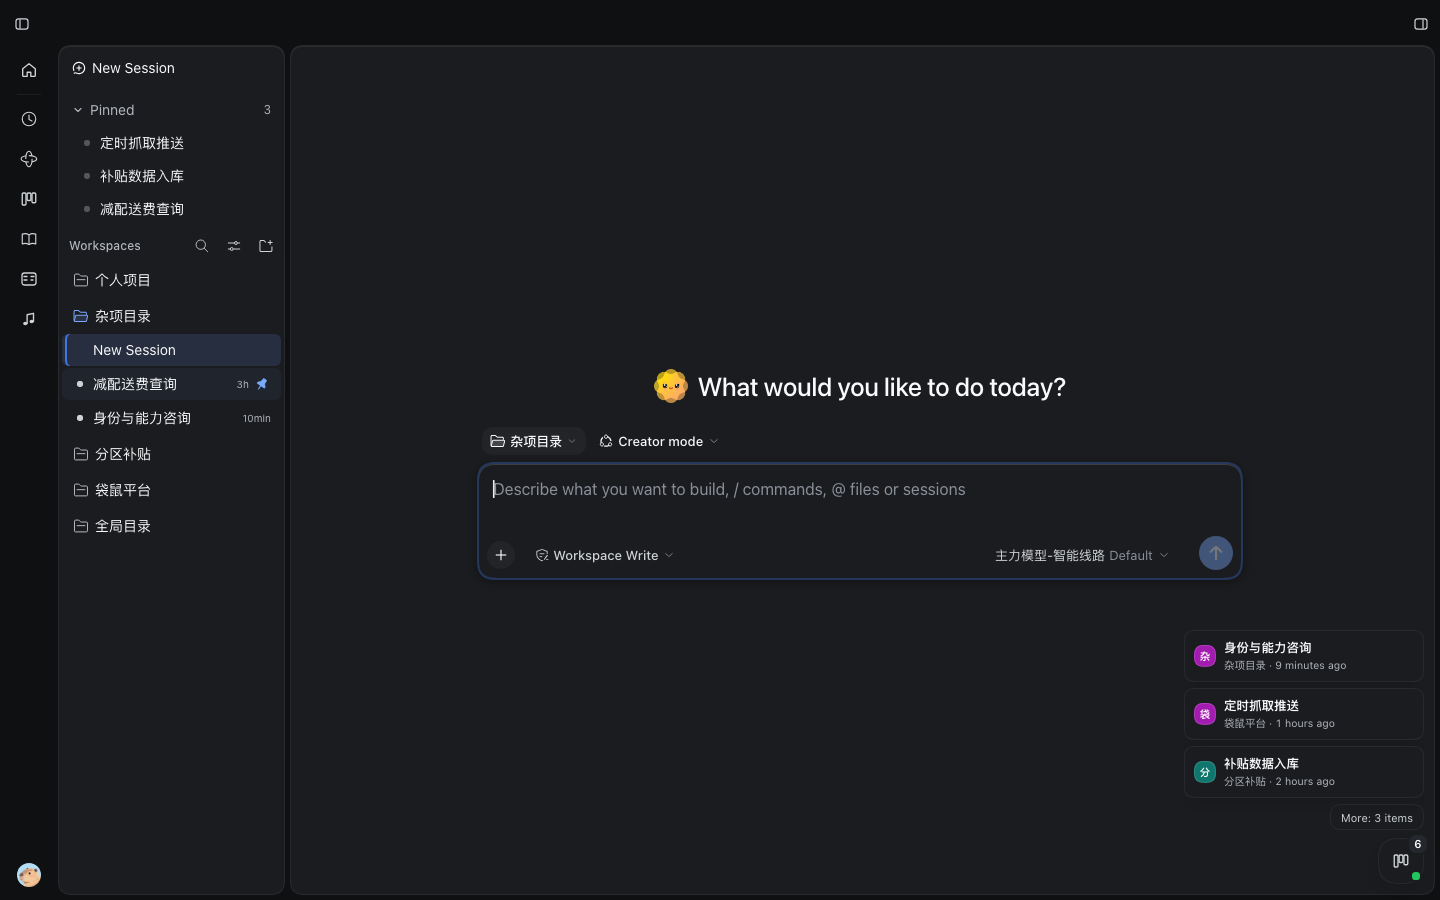 New Session
Pinned 3
定时抓取推送
补贴数据入库
减配送费查询
Workspaces
个人项目
杂项目录
New Session
减配送费查询 3h
身份与能力咨询 10min
分区补贴
袋鼠平台
全局目录
What would you like to do today?
杂项目录 Creator mode
Describe what you want to build, / commands, @ files or sessions
Workspace Write 主力模型-智能线路 Default
杂
身份与能力咨询
杂项目录 · 9 minutes ago
袋
定时抓取推送
袋鼠平台 · 1 hours ago
分
补贴数据入库
分区补贴 · 2 hours ago
More: 3 items
6